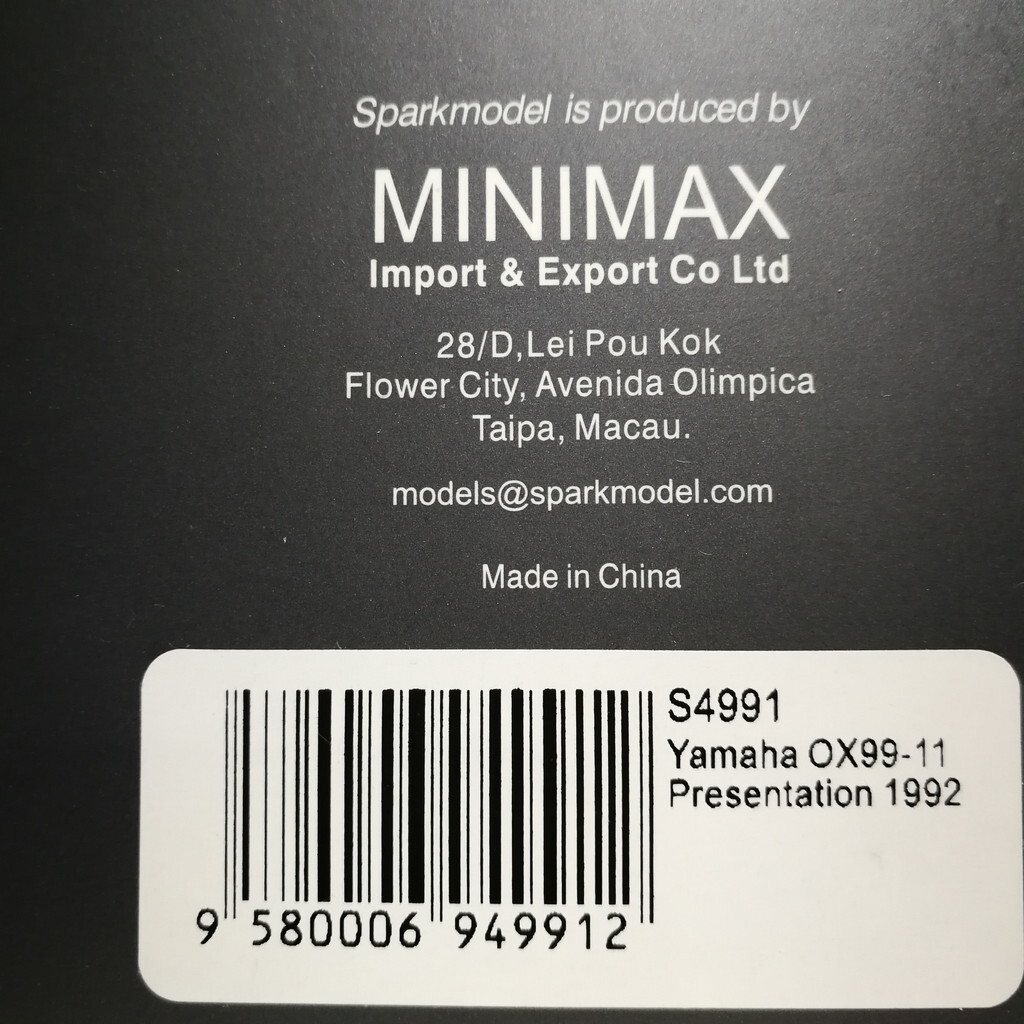 Sparkmodel is produced by
MINIMAX
Import & Export Co Ltd
28/D,Lei Pou Kok
Flower City, Avenida Olimpica
Taipa, Macau.
models@sparkmodel.com
Made in China
S4991
Yamaha OX99-11
Presentation 1992
9 580006 949912